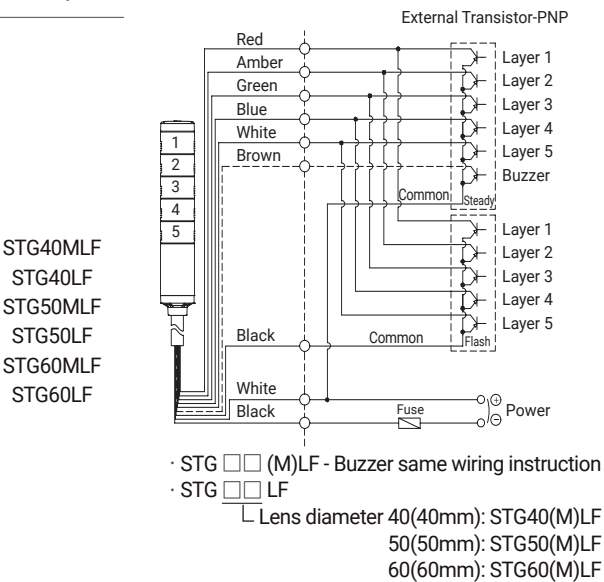 External Transistor-PNP
Red
Amber
Green
Blue
White
Brown
Layer 1
Layer 2
Layer 3
Layer 4
Layer 5
Buzzer
Common
Steady
1
2
3
4
5
STG40MLF
STG40LF
STG50MLF
STG50LF
STG60MLF
STG60LF
Layer 1
Layer 2
Layer 3
Layer 4
Layer 5
Black
Common
Flash
White
Black
Fuse
⊕
⊖
Power
· STG □□ (M)LF - Buzzer same wiring instruction
· STG □□ LF
Lens diameter 40(40mm): STG40(M)LF
50(50mm): STG50(M)LF
60(60mm): STG60(M)LF